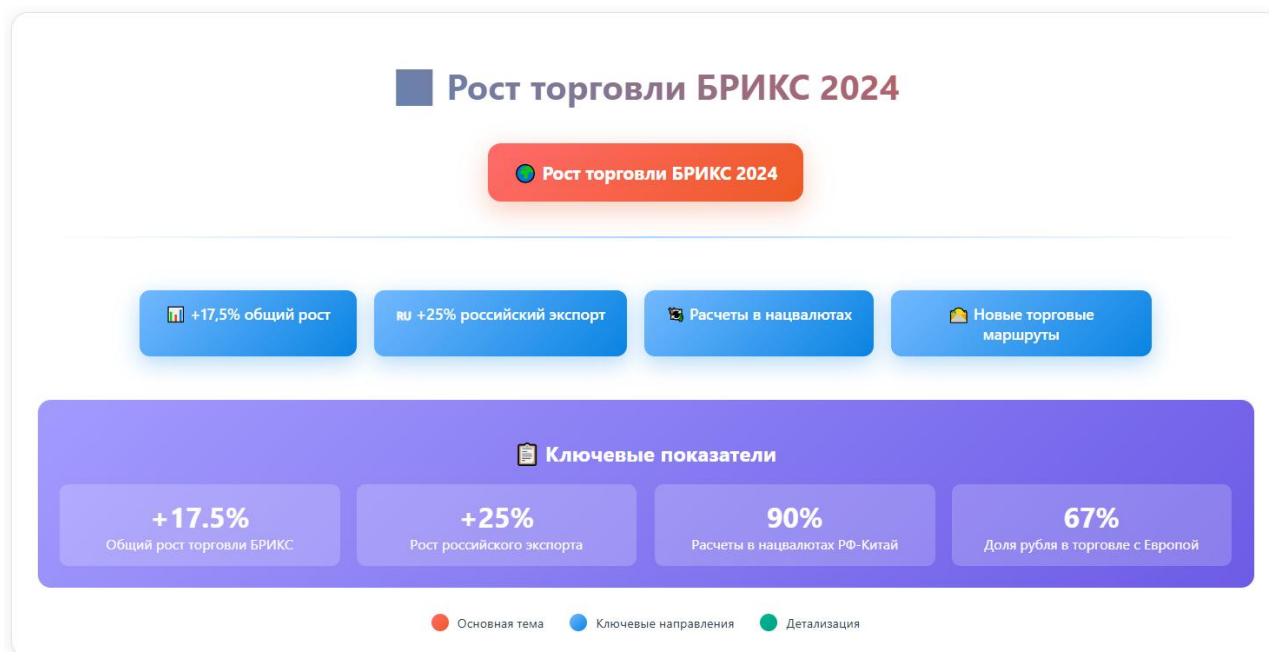 Рост торговли БРИКС 2024
Рост торговли БРИКС 2024
+17,5% общий рост
RU +25% российский экспорт
Расчеты в нацвалютах
Новые торговые
маршруты
Ключевые показатели
+17.5%
Общий рост торговли БРИКС
+25%
Рост российского экспорта
90%
Расчеты в нацвалютах РФ-Китай
67%
Доля рубля в торговле с Европой
Основная тема
Ключевые направления
Детализация